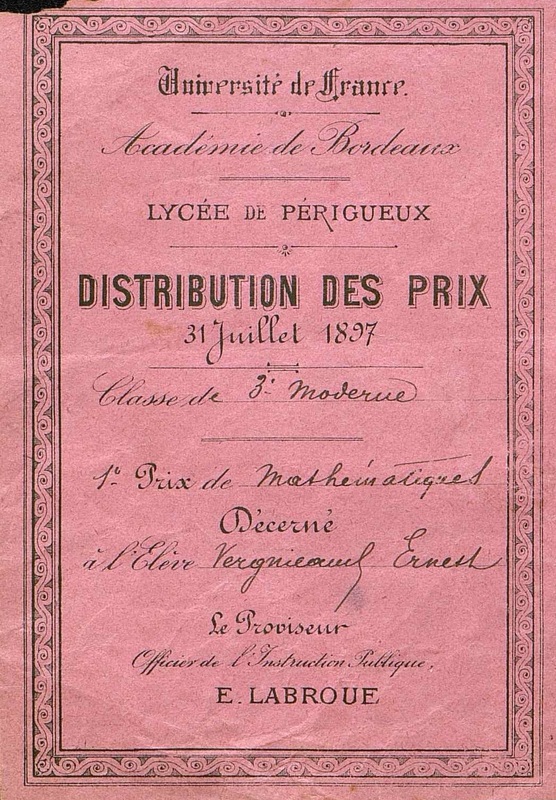 Université de France.
Académie de Bordeaux
LYCÉE DE PÉRIGUEUX
DISTRIBUTION DES PRIX
31 Juillet 1897
Classe de 3e Moderne
1er Prix de Mathématiques
Décerné
à l'Elève Ernest
Le Proviseur
Officier de l'Instruction Publique,
E. LABROUE